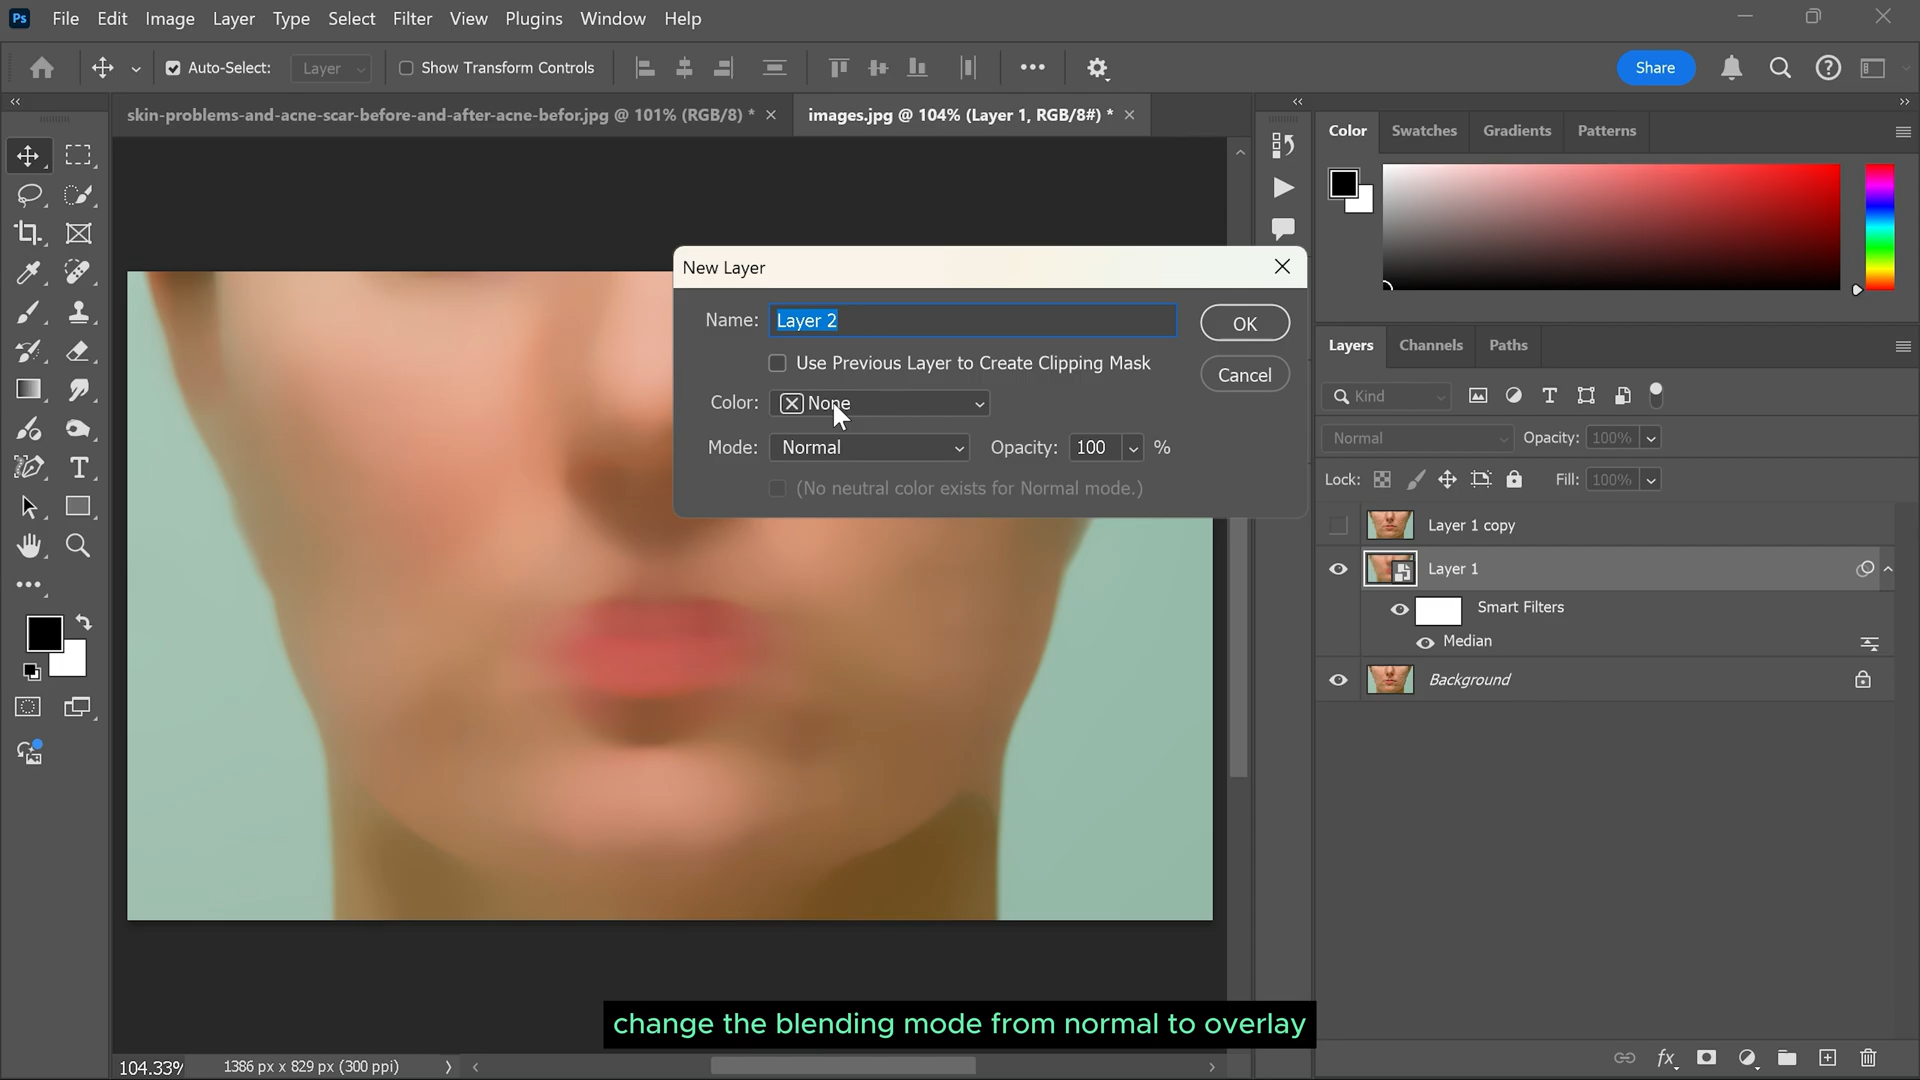 Ps File Edit Image Layer Type Select Filter View Plugins Window Help
Auto-Select: Layer Show Transform Controls Share
skin-problems-and-acne-scar-before-and-after-acne-befor.jpg @ 101% (RGB/8) *
images.jpg @ 104% (Layer 1, RGB/8#) *
Color Swatches Gradients Patterns
New Layer
Name: Layer 2 OK
Use Previous Layer to Create Clipping Mask
Cancel
Color: None
Mode: Normal Opacity: 100 %
(No neutral color exists for Normal mode.)
Layers Channels Paths
Kind
Normal Opacity: 100%
Lock: Fill: 100%
Layer 1 copy
Layer 1
Smart Filters
Median
Background
change the blending mode from normal to overlay
104.33% 1386 px x 829 px (300 ppi)